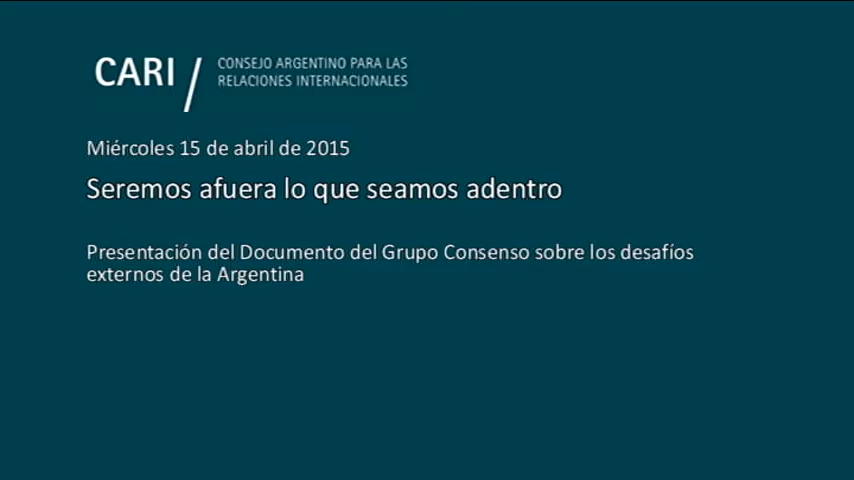 CARI / CONSEJO ARGENTINO PARA LAS
RELACIONES INTERNACIONALES
Miércoles 15 de abril de 2015
Seremos afuera lo que seamos adentro
Presentación del Documento del Grupo Consenso sobre los desafíos
externos de la Argentina